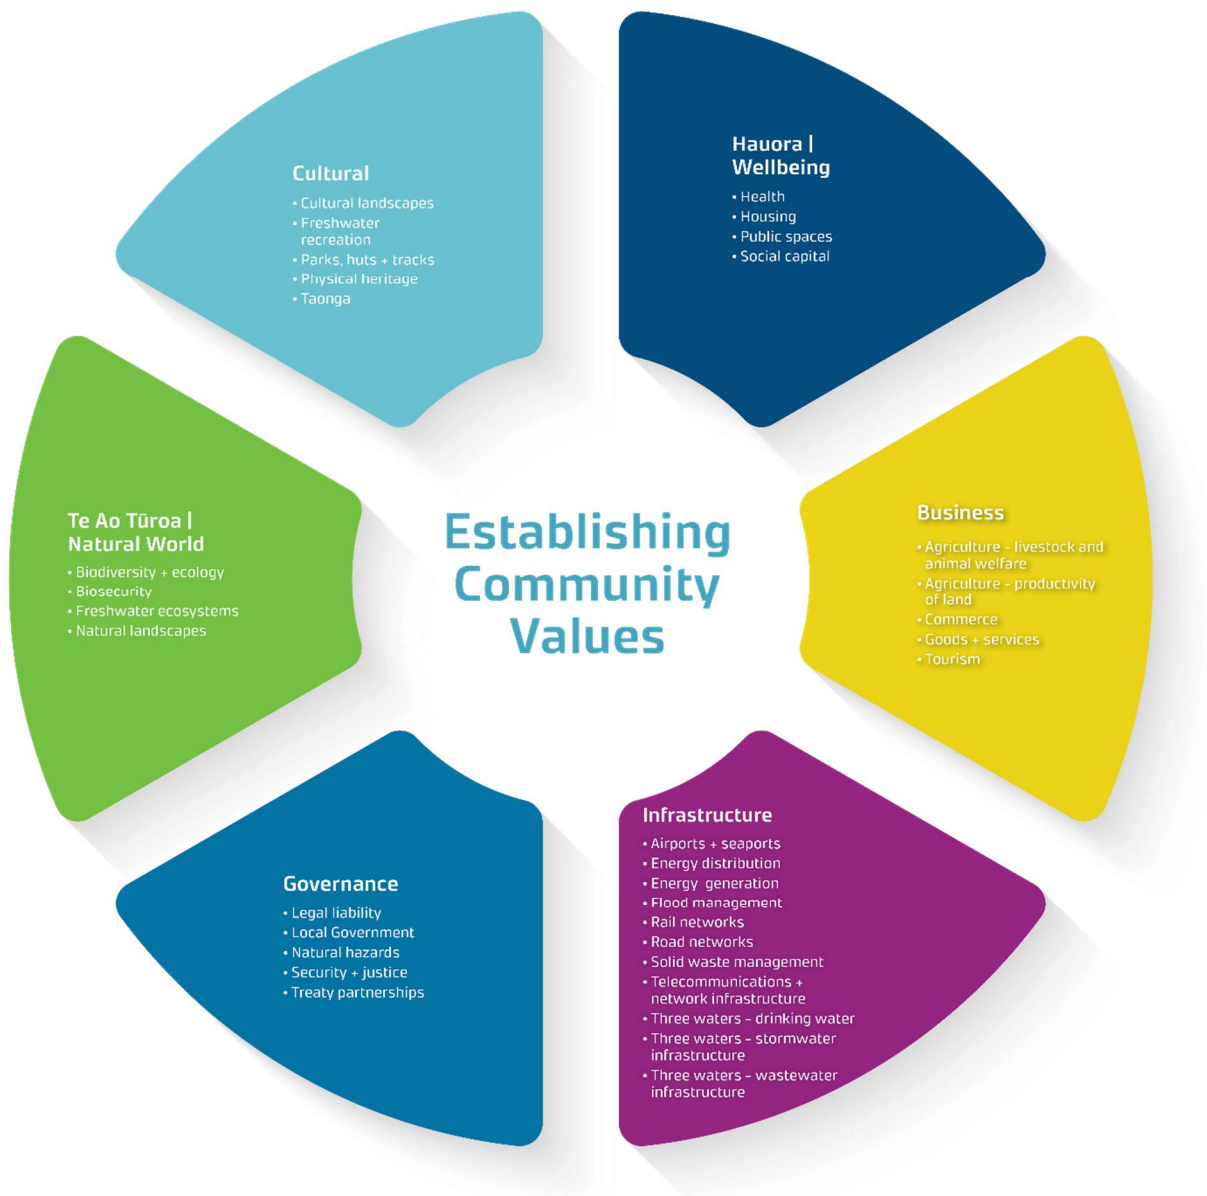 Cultural
• Cultural landscapes
• Freshwater
recreation
• Parks, huts + tracks
• Physical heritage
• Taonga
Hauora |
Wellbeing
• Health
• Housing
• Public spaces
• Social capital
Te Ao Tūroa |
Natural World
• Biodiversity + ecology
• Biosecurity
• Freshwater ecosystems
• Natural landscapes
Establishing
Community
Values
Business
• Agriculture - livestock and
animal welfare
• Agriculture - productivity
of land
• Commerce
• Goods + services
• Tourism
Governance
• Legal liability
• Local Government
• Natural hazards
• Security + justice
• Treaty partnerships
Infrastructure
• Airports + seaports
• Energy distribution
• Energy generation
• Flood management
• Rail networks
• Road networks
• Solid waste management
• Telecommunications +
network infrastructure
• Three waters - drinking water
• Three waters - stormwater
infrastructure
• Three waters - wastewater
infrastructure